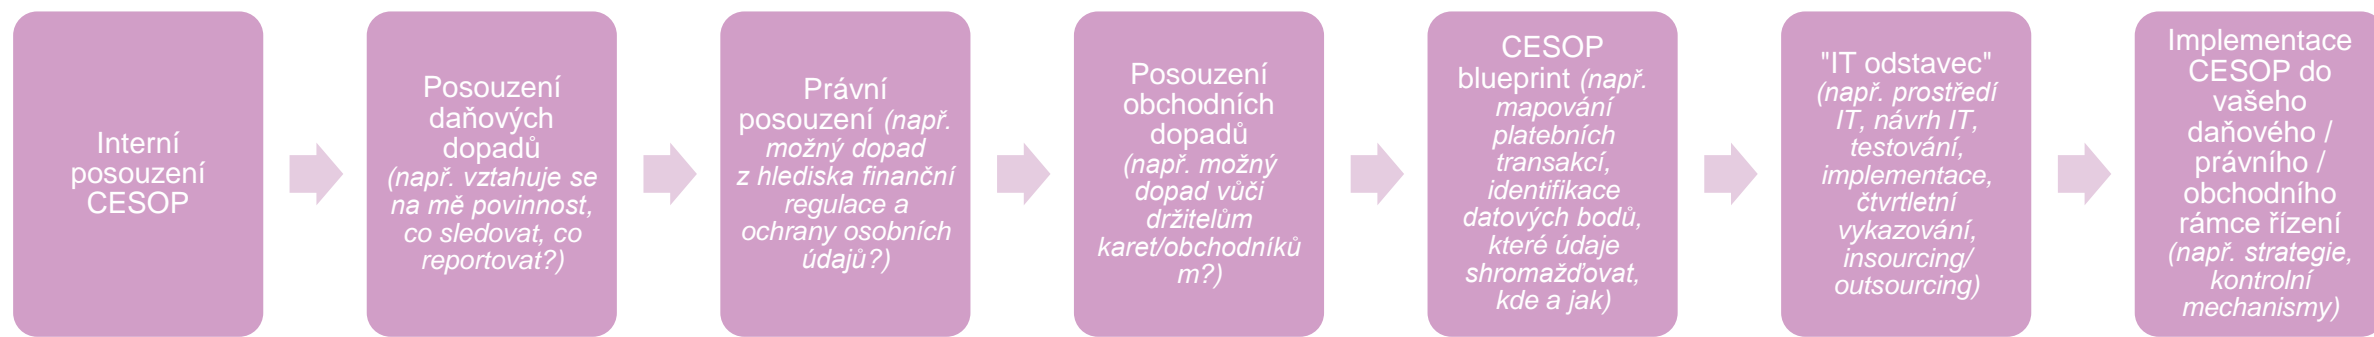 Interní
posouzení
CESOP
Posouzení
daňových
dopadů
(např. vztahuje se
na mě povinnost,
co sledovat, co
reportovat?)
Právní
posouzení (např.
možný dopad
z hlediska finanční
regulace a
ochrany osobních
údajů?)
Posouzení
obchodních
dopadů
(např. možný
dopad vůči
držitelům
karet/obchodníků
m?)
CESOP
blueprint (např.
mapování
platebních
transakcí,
identifikace
datových bodů,
které údaje
shromažďovat,
kde a jak)
"IT odstavec"
(např. prostředí
IT, návrh IT,
testování,
implementace,
čtvrtletní
vykazování,
insourcing/
outsourcing)
Implementace
CESOP do
vašeho
daňového /
právního /
obchodního
rámce řízení
(např. strategie,
kontrolní
mechanismy)